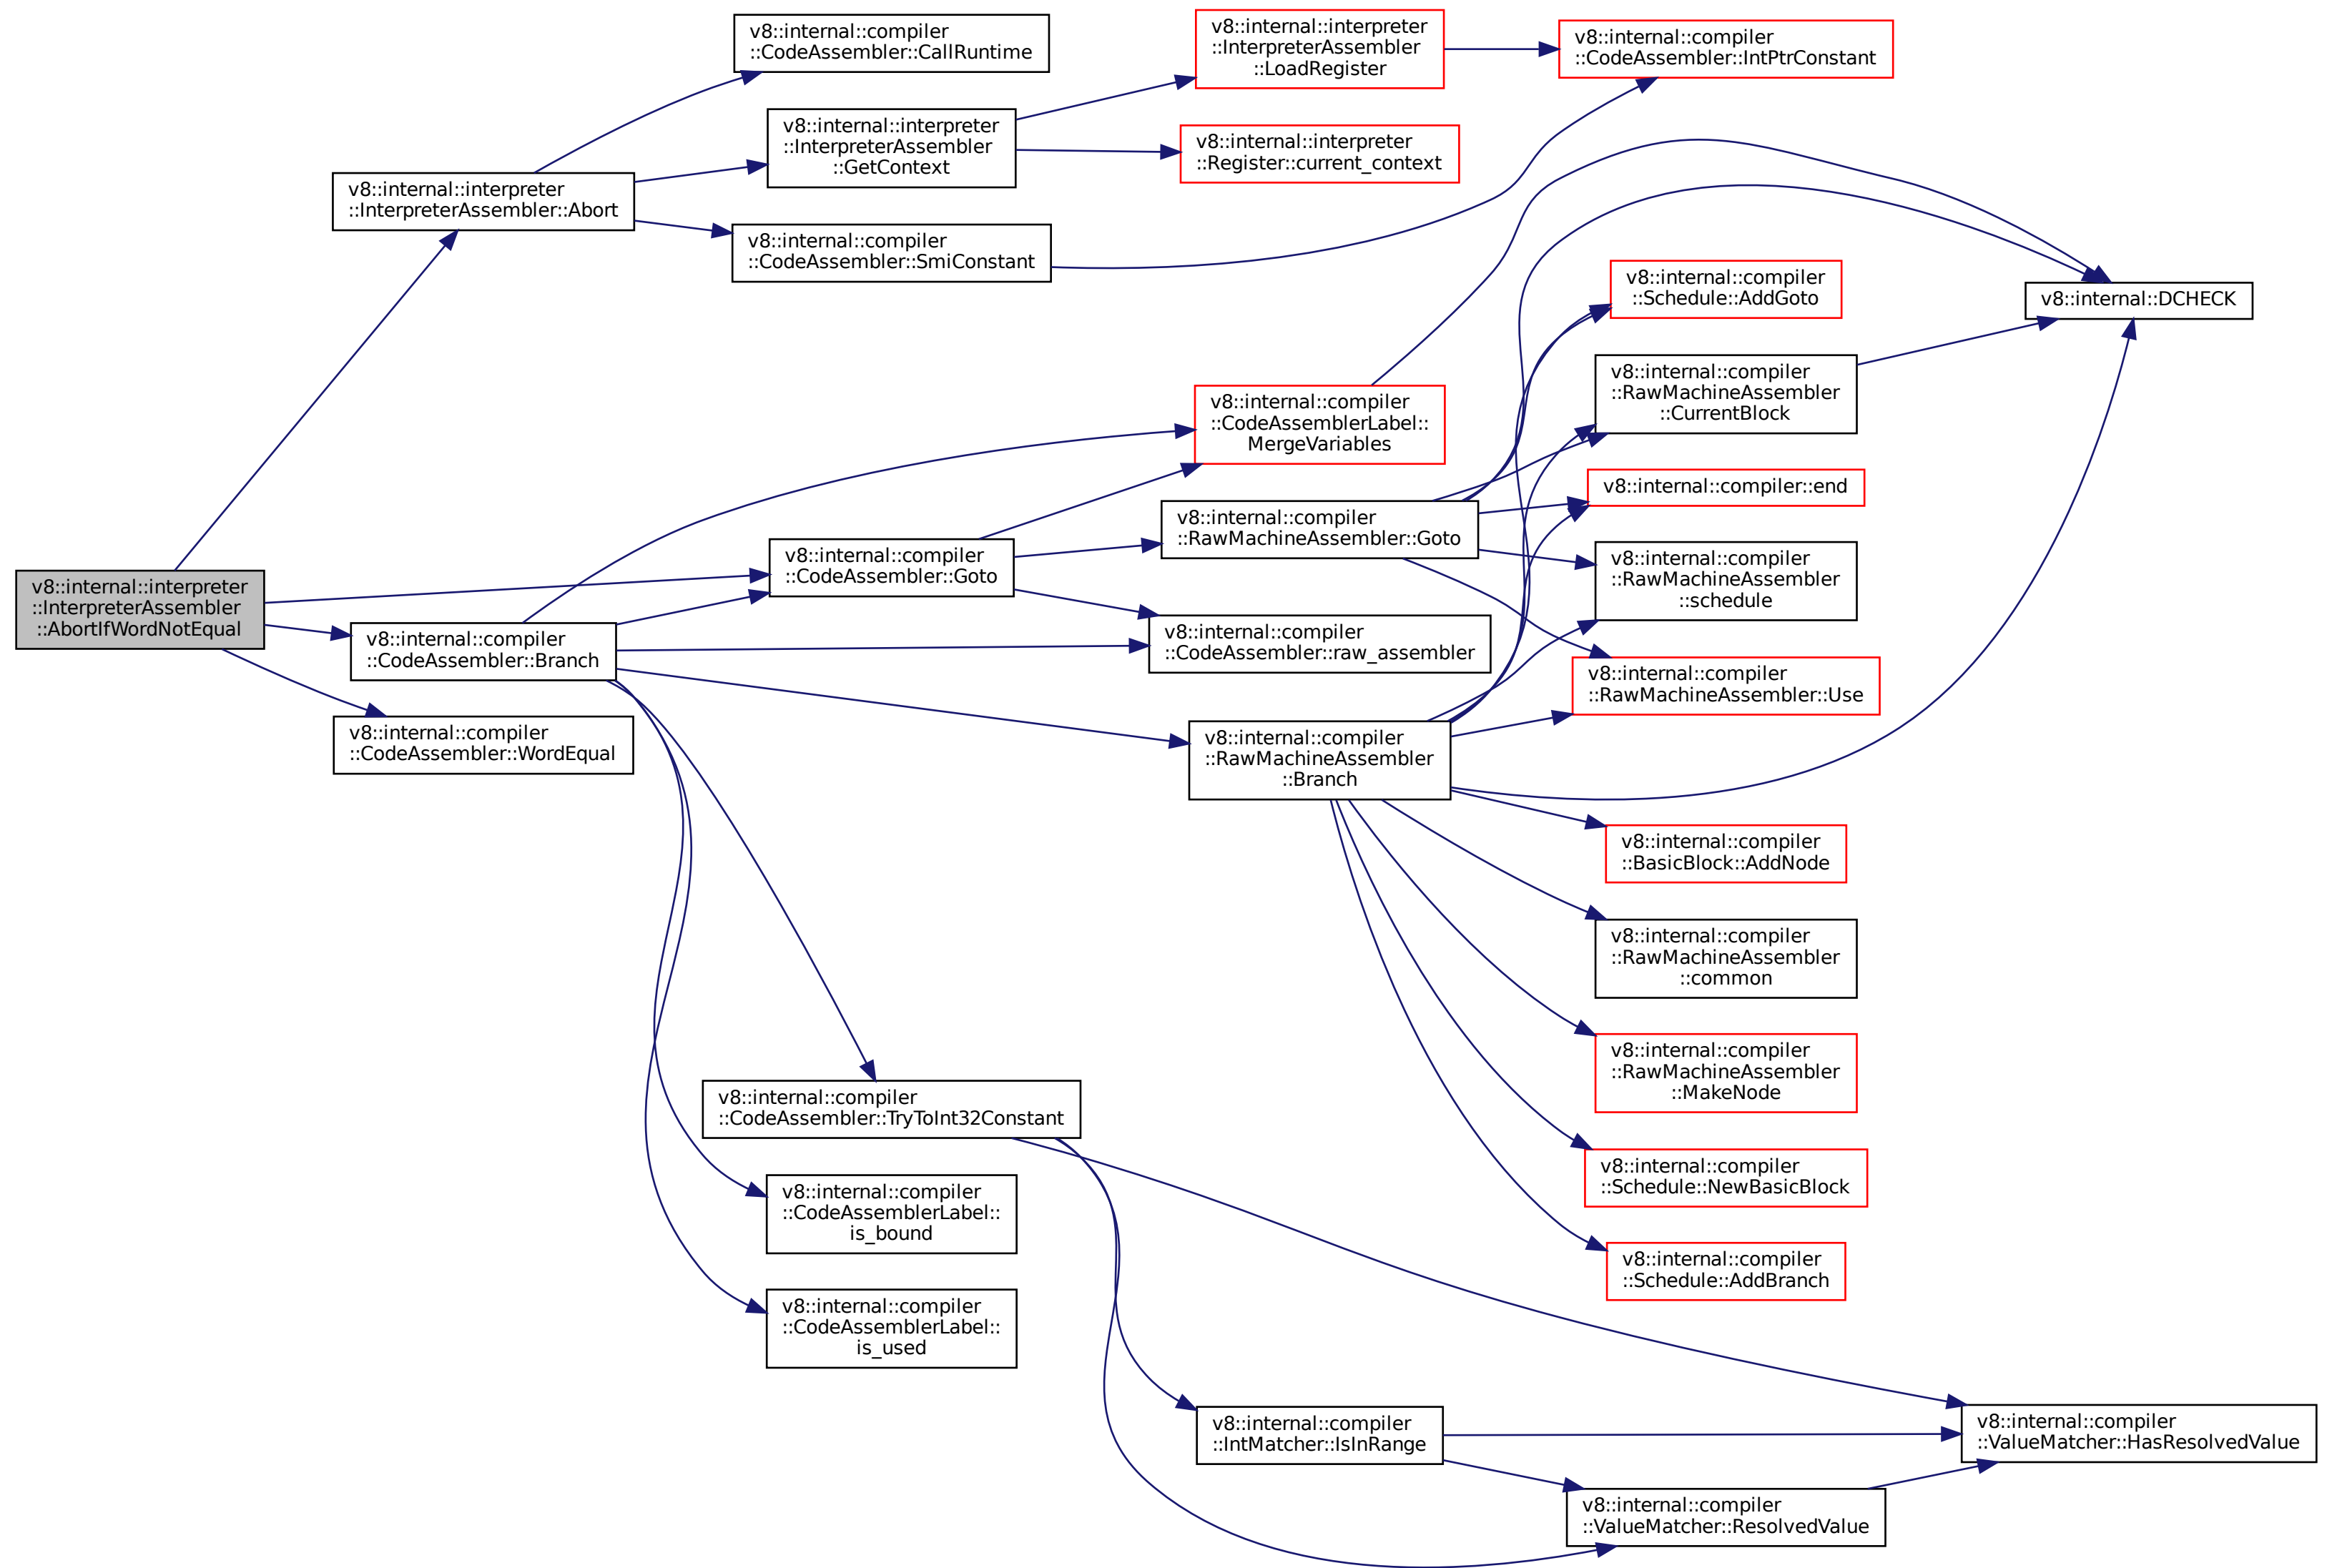 v8::internal::interpreter
::InterpreterAssembler
::AbortIfWordNotEqual
v8::internal::interpreter
::InterpreterAssembler::Abort
v8::internal::compiler
::CodeAssembler::Branch
v8::internal::compiler
::CodeAssembler::WordEqual
v8::internal::compiler
::CodeAssembler::CallRuntime
v8::internal::interpreter
::InterpreterAssembler
::GetContext
v8::internal::compiler
::CodeAssembler::SmiConstant
v8::internal::compiler
::CodeAssembler::Goto
v8::internal::compiler
::CodeAssembler::TryToInt32Constant
v8::internal::compiler
::CodeAssemblerLabel::
is_bound
v8::internal::compiler
::CodeAssemblerLabel::
is_used
v8::internal::interpreter
::InterpreterAssembler
::LoadRegister
v8::internal::interpreter
::Register::current_context
v8::internal::compiler
::CodeAssemblerLabel::
MergeVariables
v8::internal::compiler
::RawMachineAssembler::Goto
v8::internal::compiler
::CodeAssembler::raw_assembler
v8::internal::compiler
::RawMachineAssembler
::Branch
v8::internal::compiler
::IntMatcher::IsInRange
v8::internal::compiler
::CodeAssembler::IntPtrConstant
v8::internal::compiler
::Schedule::AddGoto
v8::internal::compiler
::RawMachineAssembler
::CurrentBlock
v8::internal::compiler::end
v8::internal::compiler
::RawMachineAssembler
::schedule
v8::internal::compiler
::RawMachineAssembler::Use
v8::internal::compiler
::BasicBlock::AddNode
v8::internal::compiler
::RawMachineAssembler
::common
v8::internal::compiler
::RawMachineAssembler
::MakeNode
v8::internal::compiler
::Schedule::NewBasicBlock
v8::internal::compiler
::Schedule::AddBranch
v8::internal::compiler
::ValueMatcher::ResolvedValue
v8::internal::DCHECK
v8::internal::compiler
::ValueMatcher::HasResolvedValue